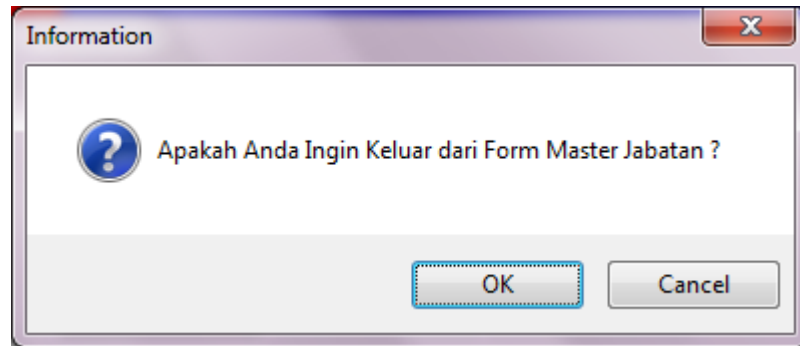 Information
Apakah Anda Ingin Keluar dari Form Master Jabatan ?
OK
Cancel